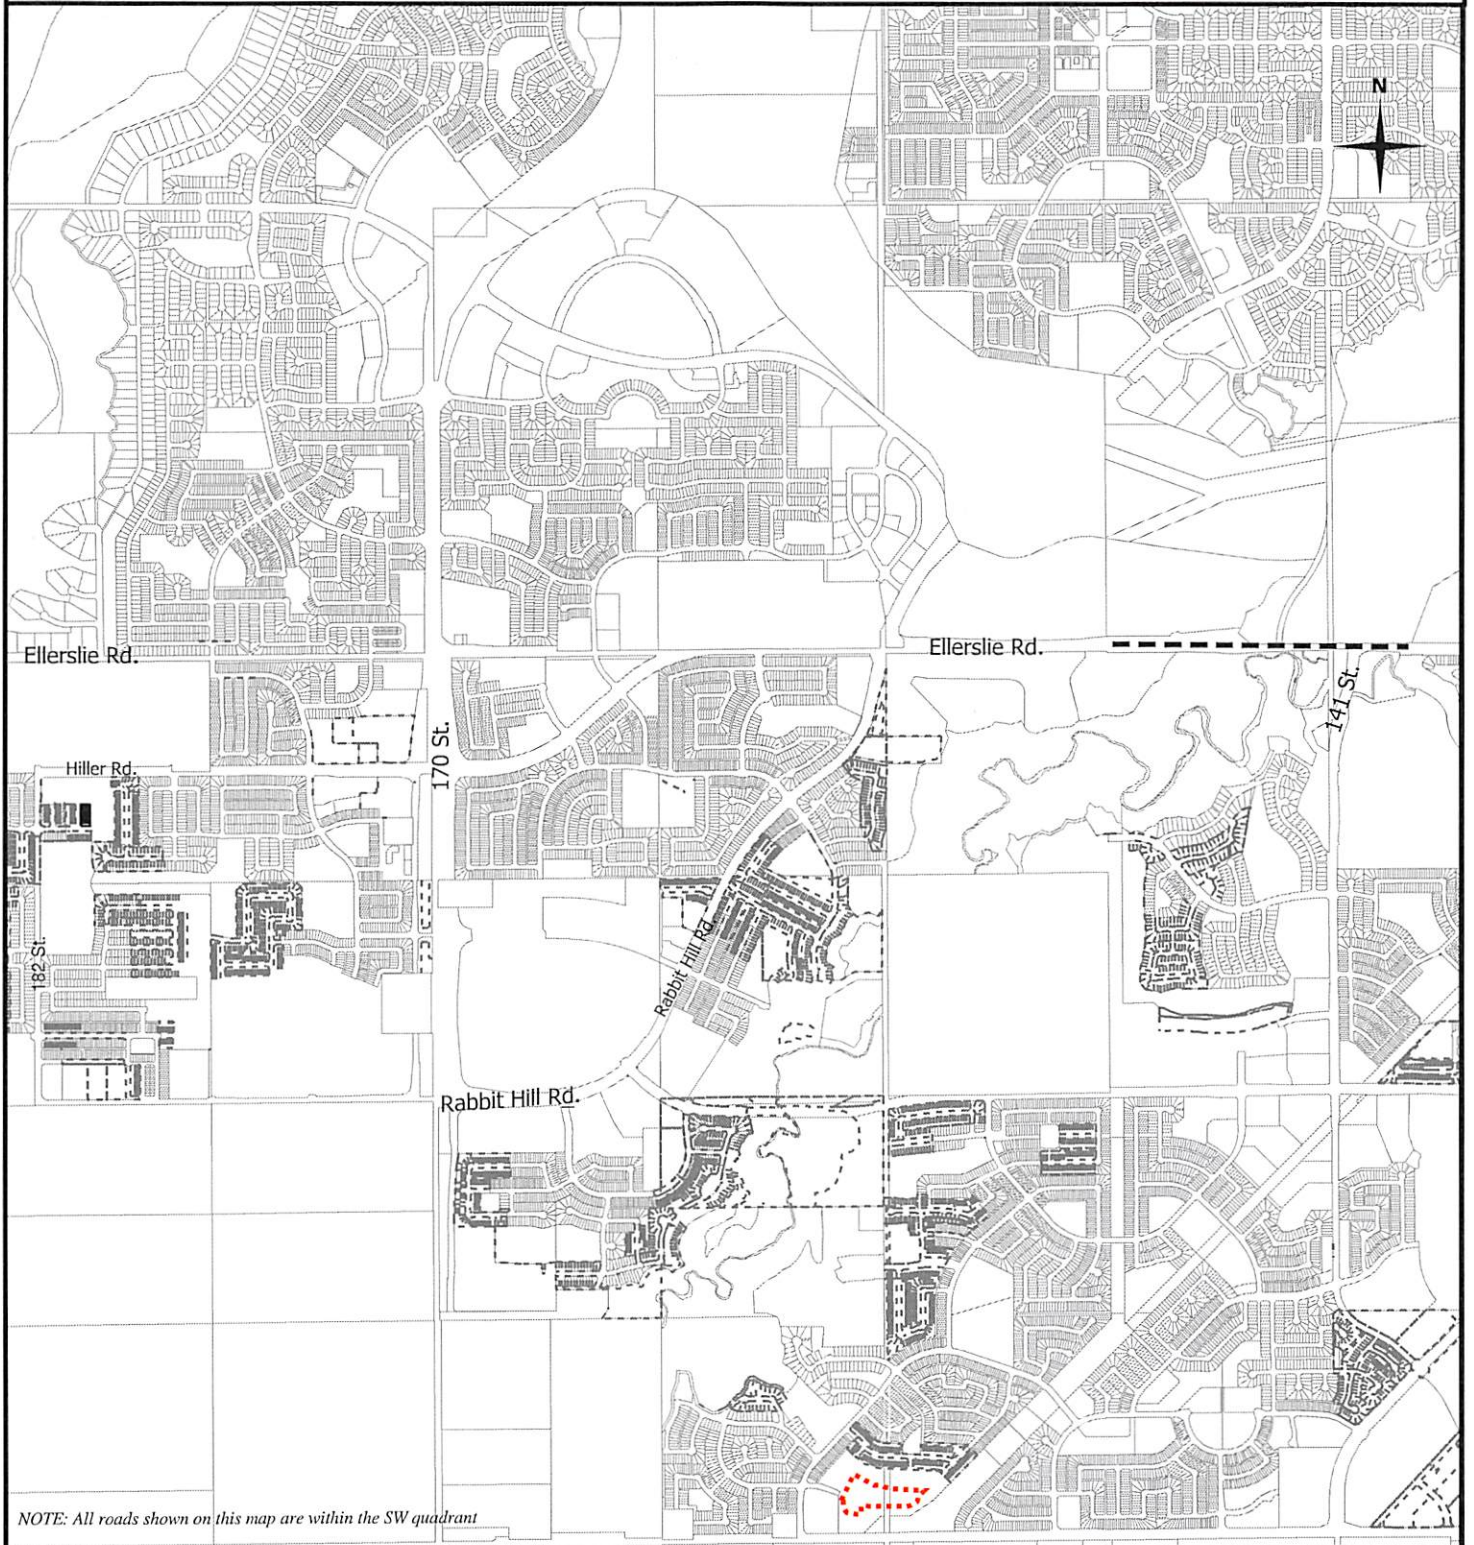 N
Ellerslie Rd.
Ellerslie Rd.
141 St.
170 St.
Hiller Rd.
Rabbit Hill Rd.
182 St.
Rabbit Hill Rd.
NOTE: All roads shown on this map are within the SW quadrant